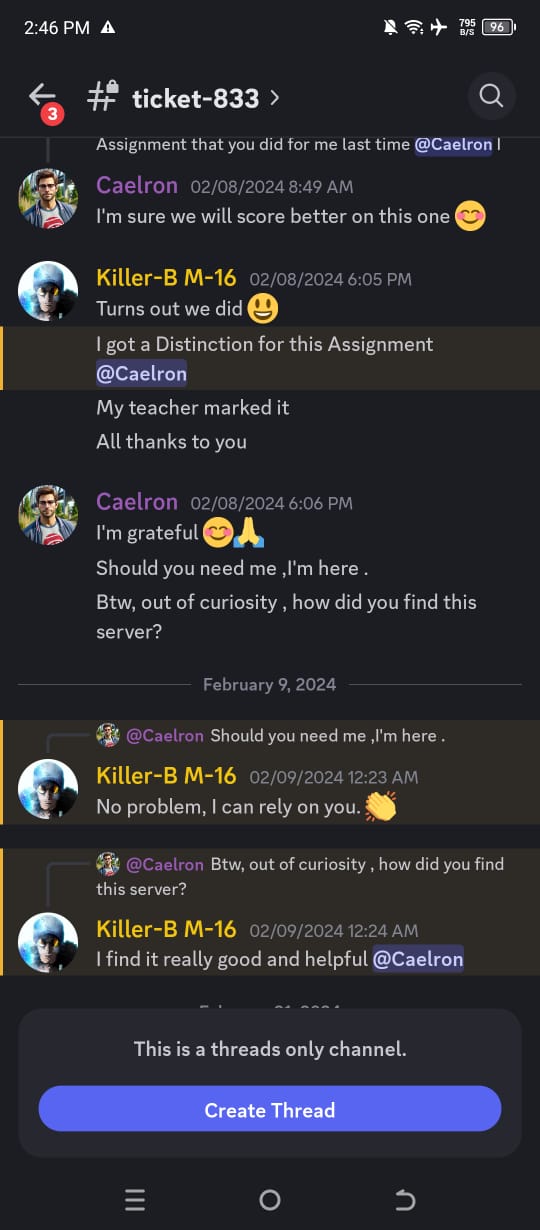 2:46 PM
795
B/S
96
3
ticket-833
Assignment that you did for me last time @Caelron I
Caelron 02/08/2024 8:49 AM
I'm sure we will score better on this one 😊
Killer-B M-16 02/08/2024 6:05 PM
Turns out we did 😃
I got a Distinction for this Assignment
@Caelron
My teacher marked it
All thanks to you
Caelron 02/08/2024 6:06 PM
I'm grateful 😊🙏
Should you need me ,I'm here .
Btw, out of curiosity , how did you find this
server?
February 9, 2024
@Caelron Should you need me ,I'm here .
Killer-B M-16 02/09/2024 12:23 AM
No problem, I can rely on you. 👏
@Caelron Btw, out of curiosity , how did you find
this server?
Killer-B M-16 02/09/2024 12:24 AM
I find it really good and helpful @Caelron
This is a threads only channel.
Create Thread